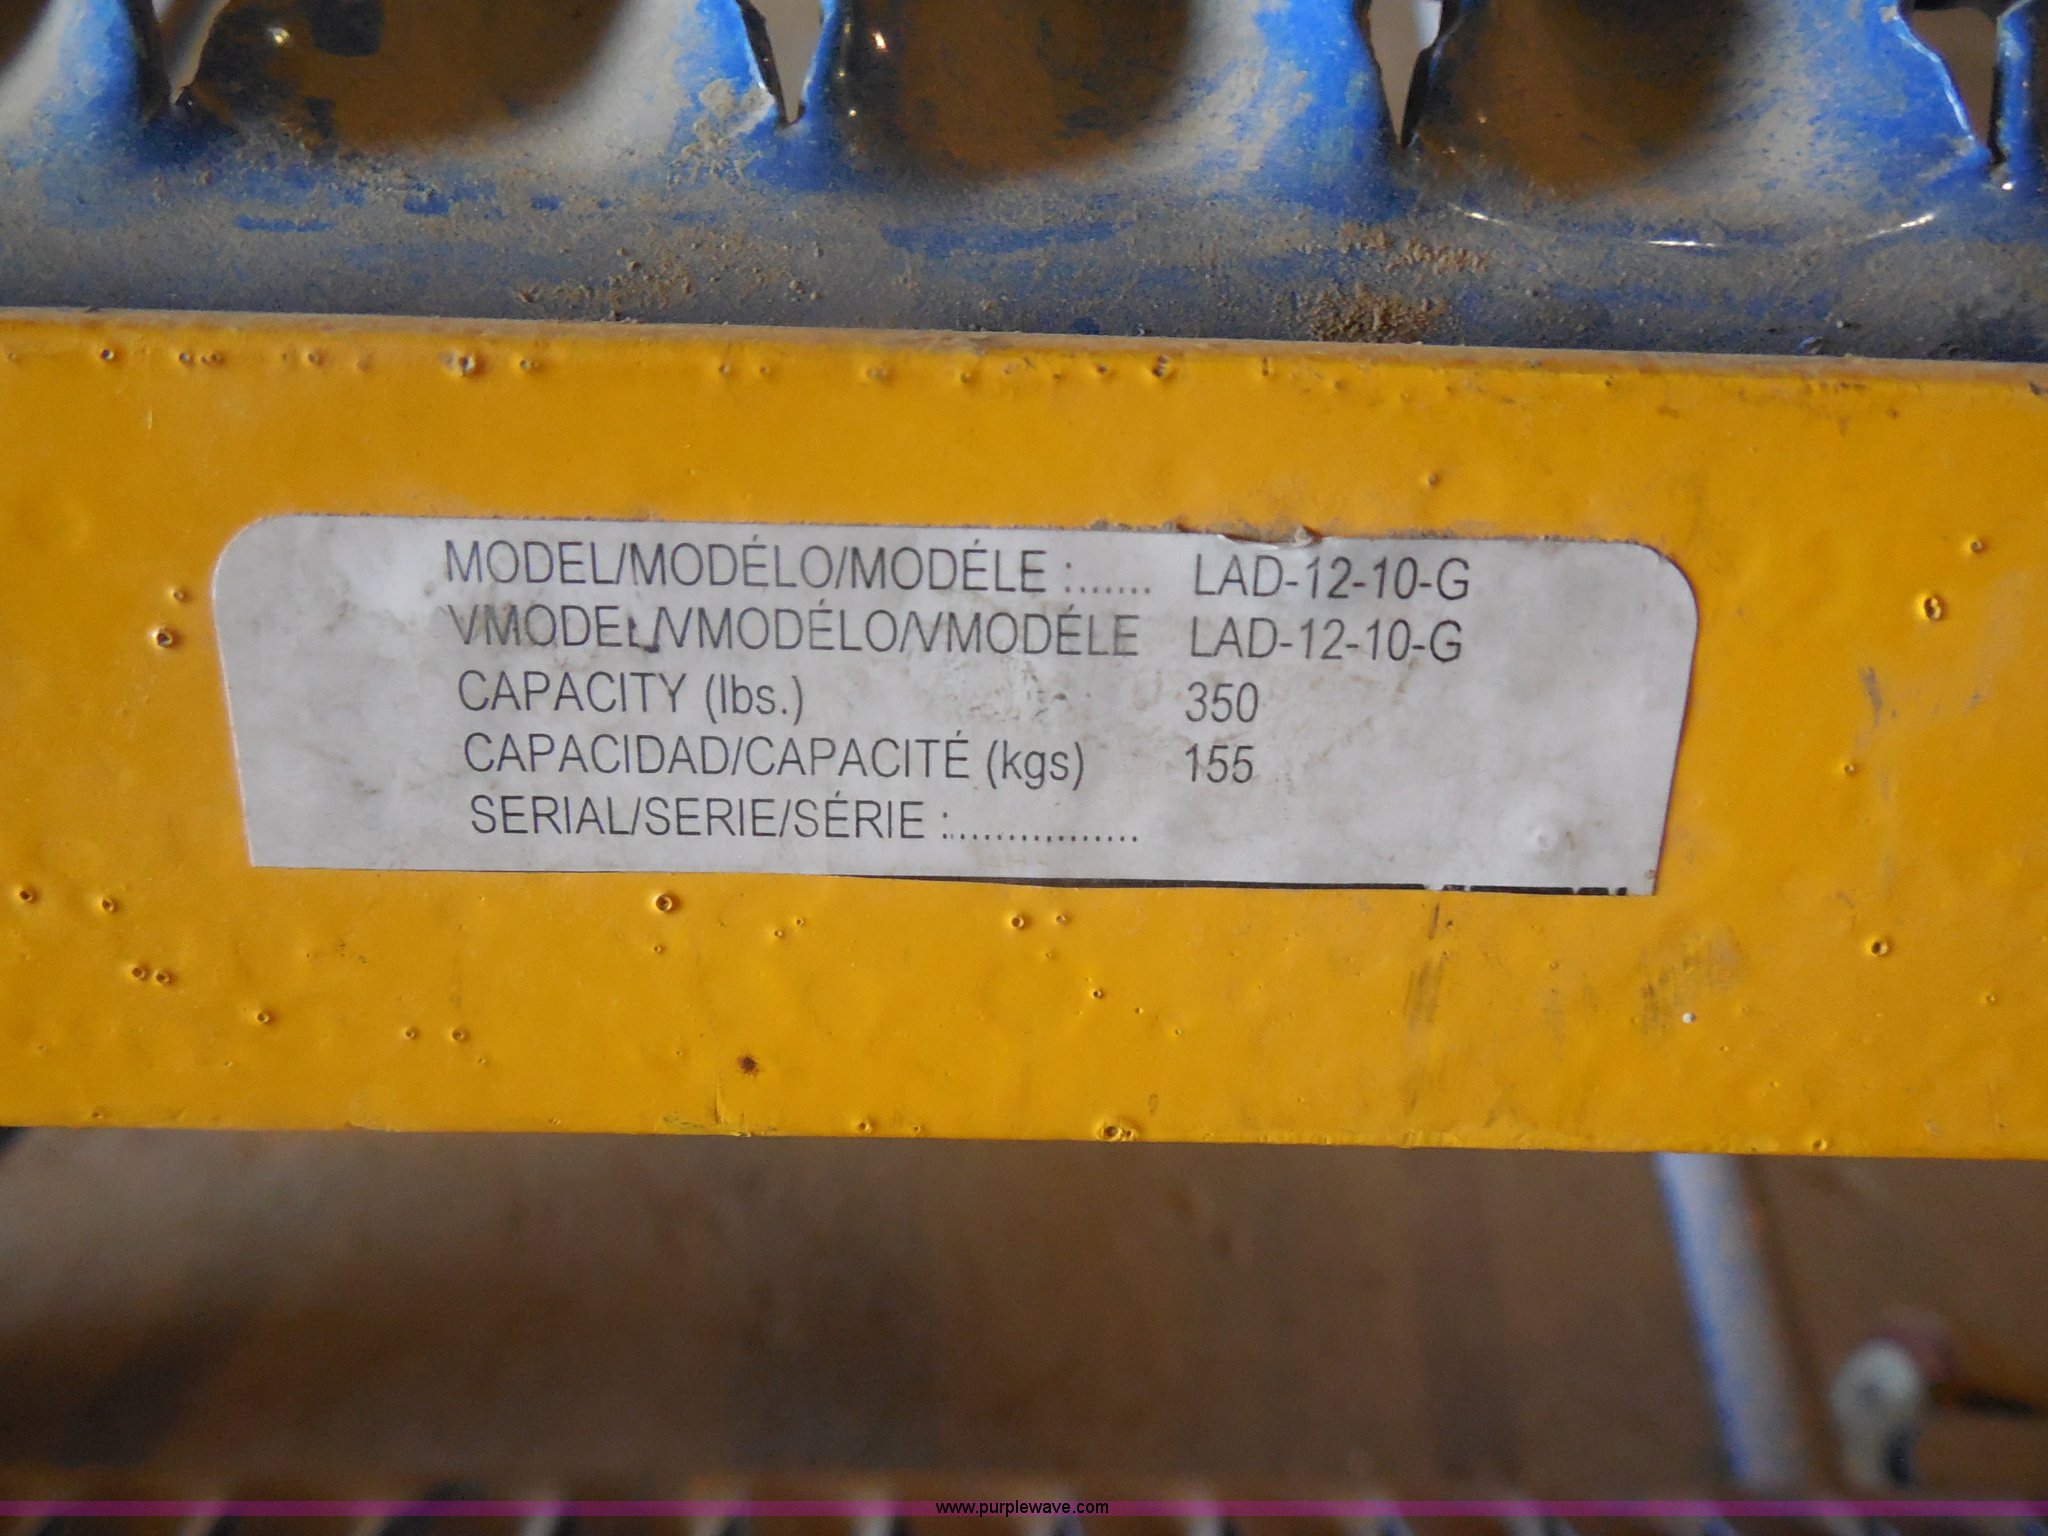 MODEL/MODÉLO/MODÉLE :....... LAD-12-10-G
VMODEL/VMODÉLO/VMODÉLE LAD-12-10-G
CAPACITY (lbs.) 350
CAPACIDAD/CAPACITÉ (kgs) 155
SERIAL/SERIE/SÉRIE :................
www.purplewave.com